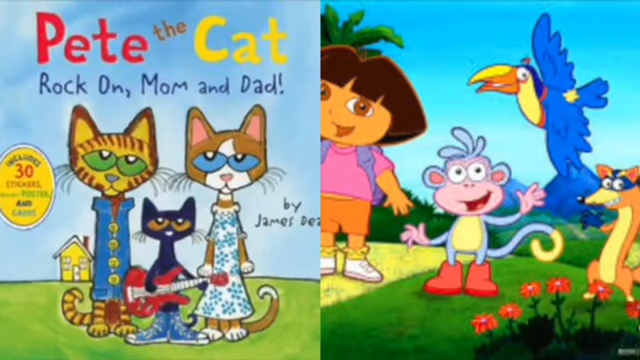 Pete the Cat
Rock On, Mom and Dad!
INCLUDES
30
STICKERS,
POSTER,
AND
CARDS
by
James Dea